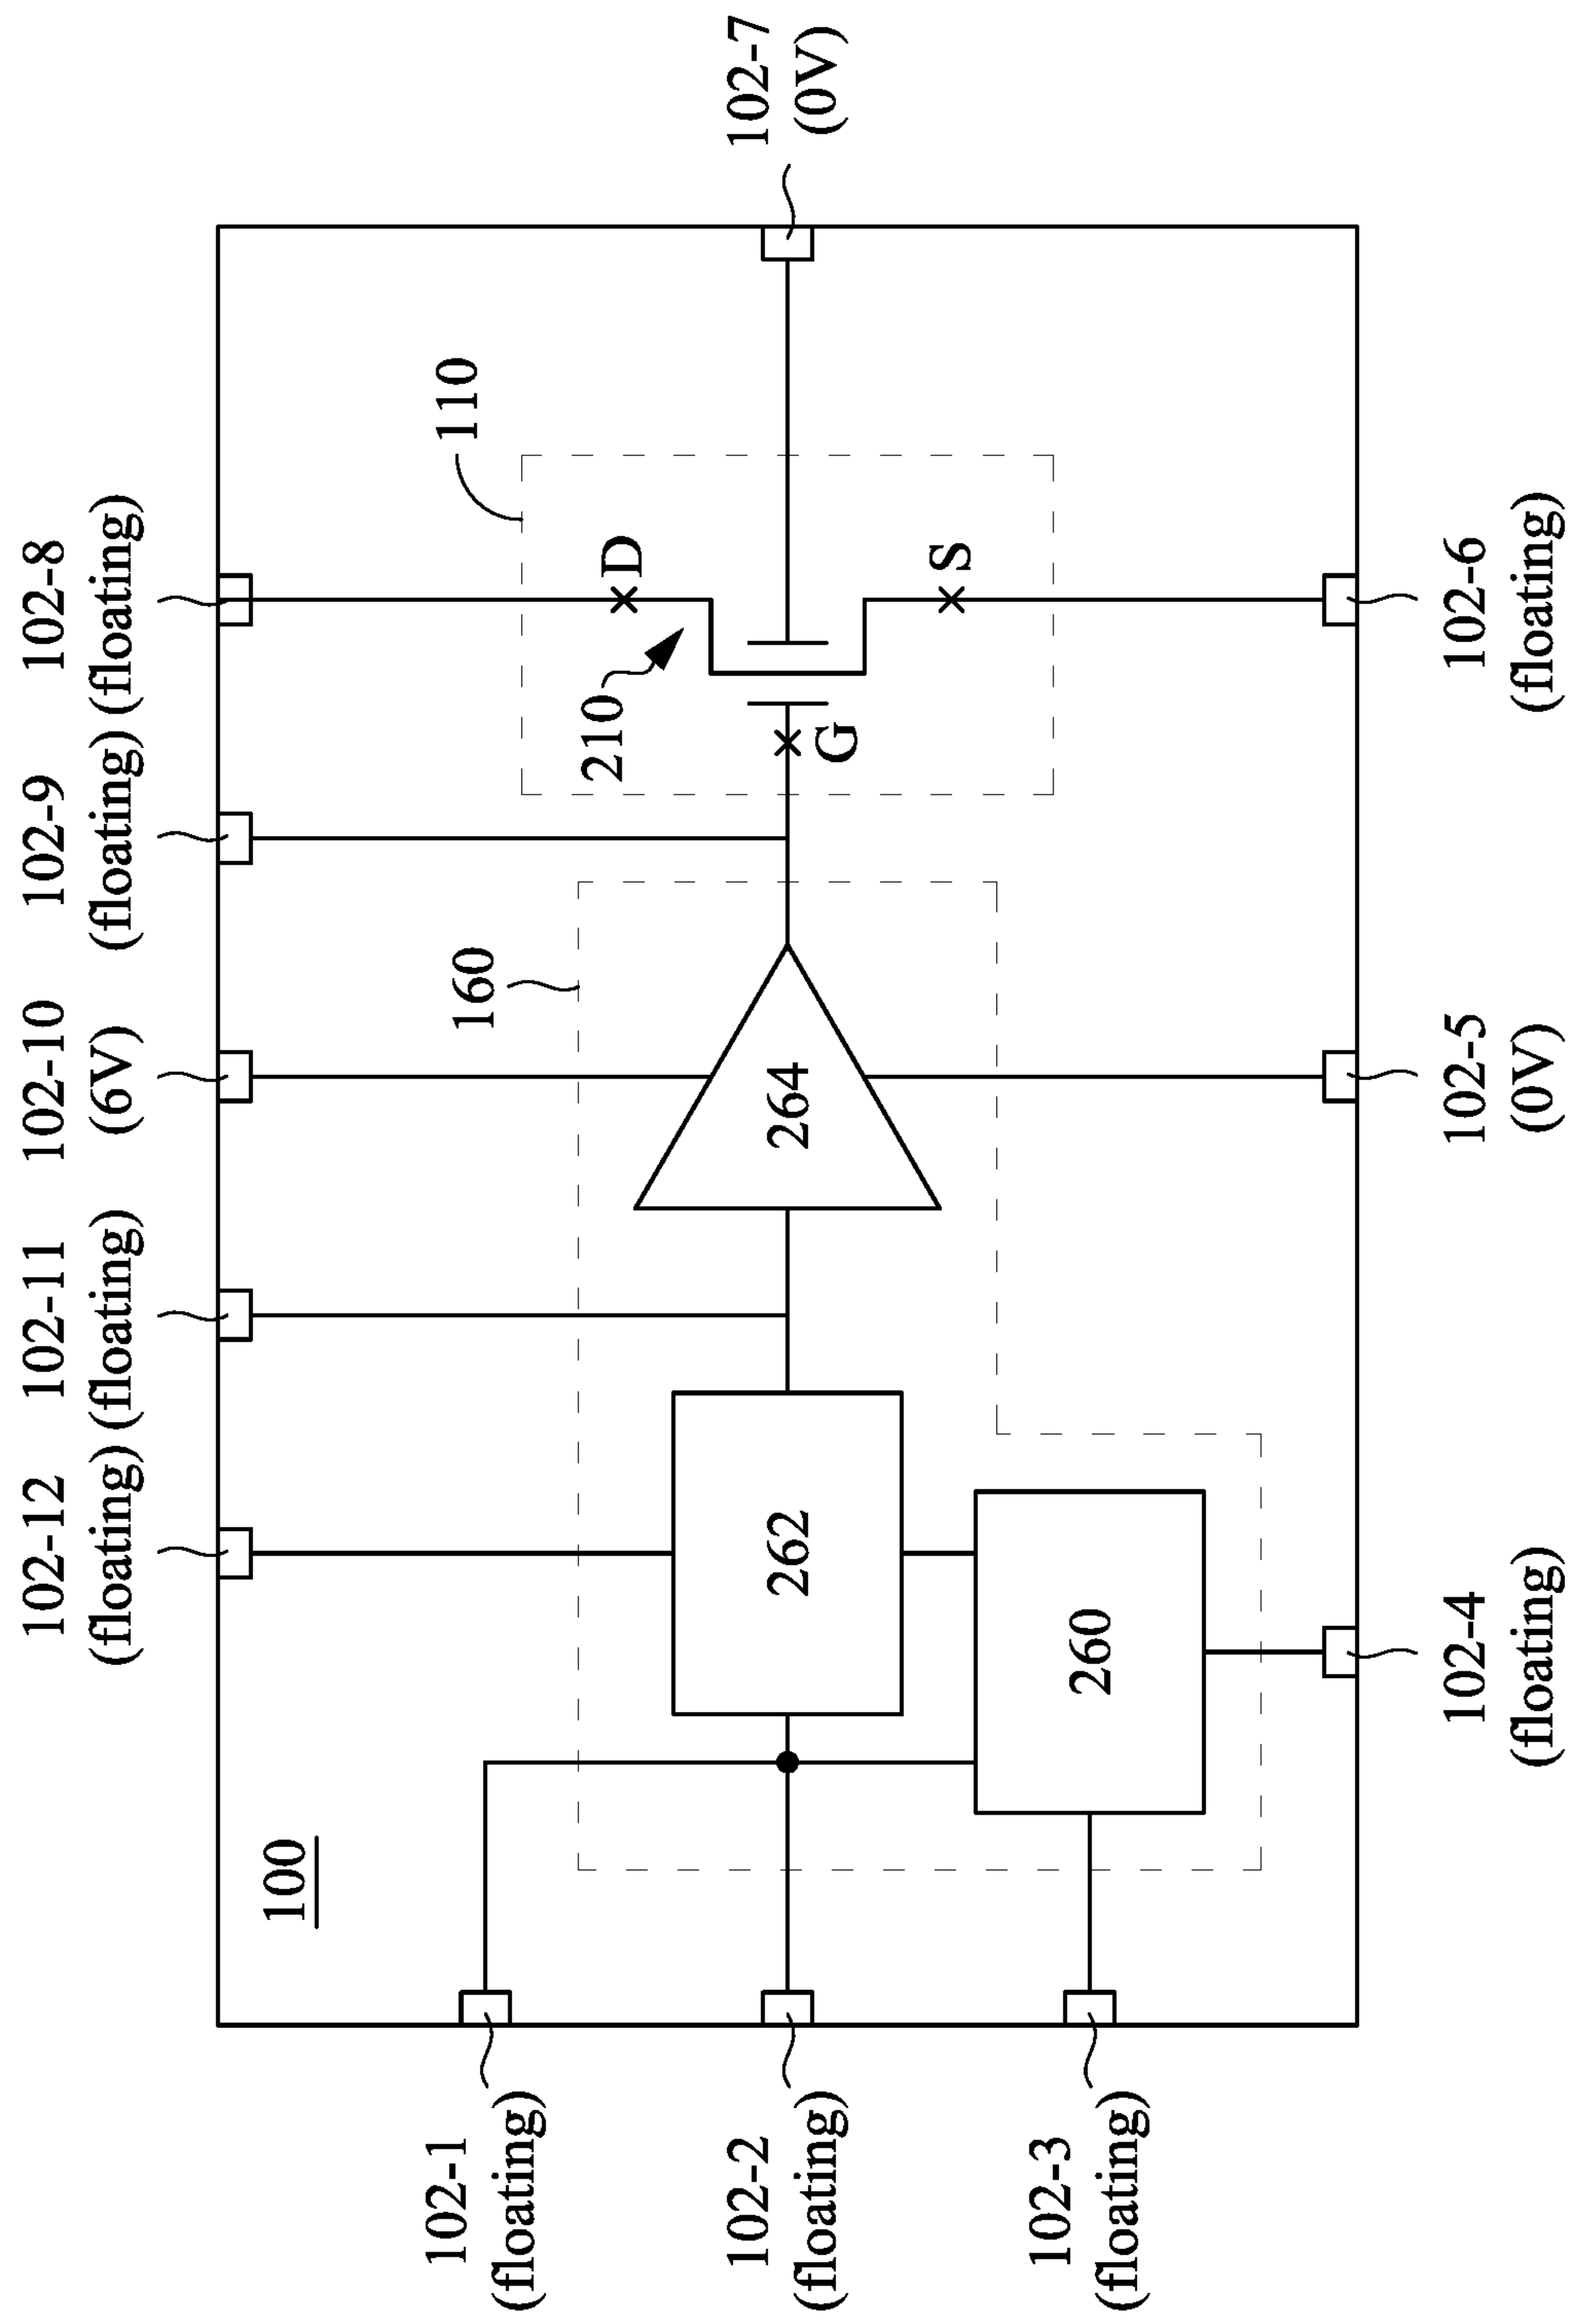 102-12
(floating)
102-11
(floating)
102-10
(6V)
102-9
(floating)
102-8
(floating)
100
160
110
102-1
(floating)
210
D
102-2
(floating)
262
264
G
102-7
(0V)
S
102-3
(floating)
260
102-4
(floating)
102-5
(0V)
102-6
(floating)